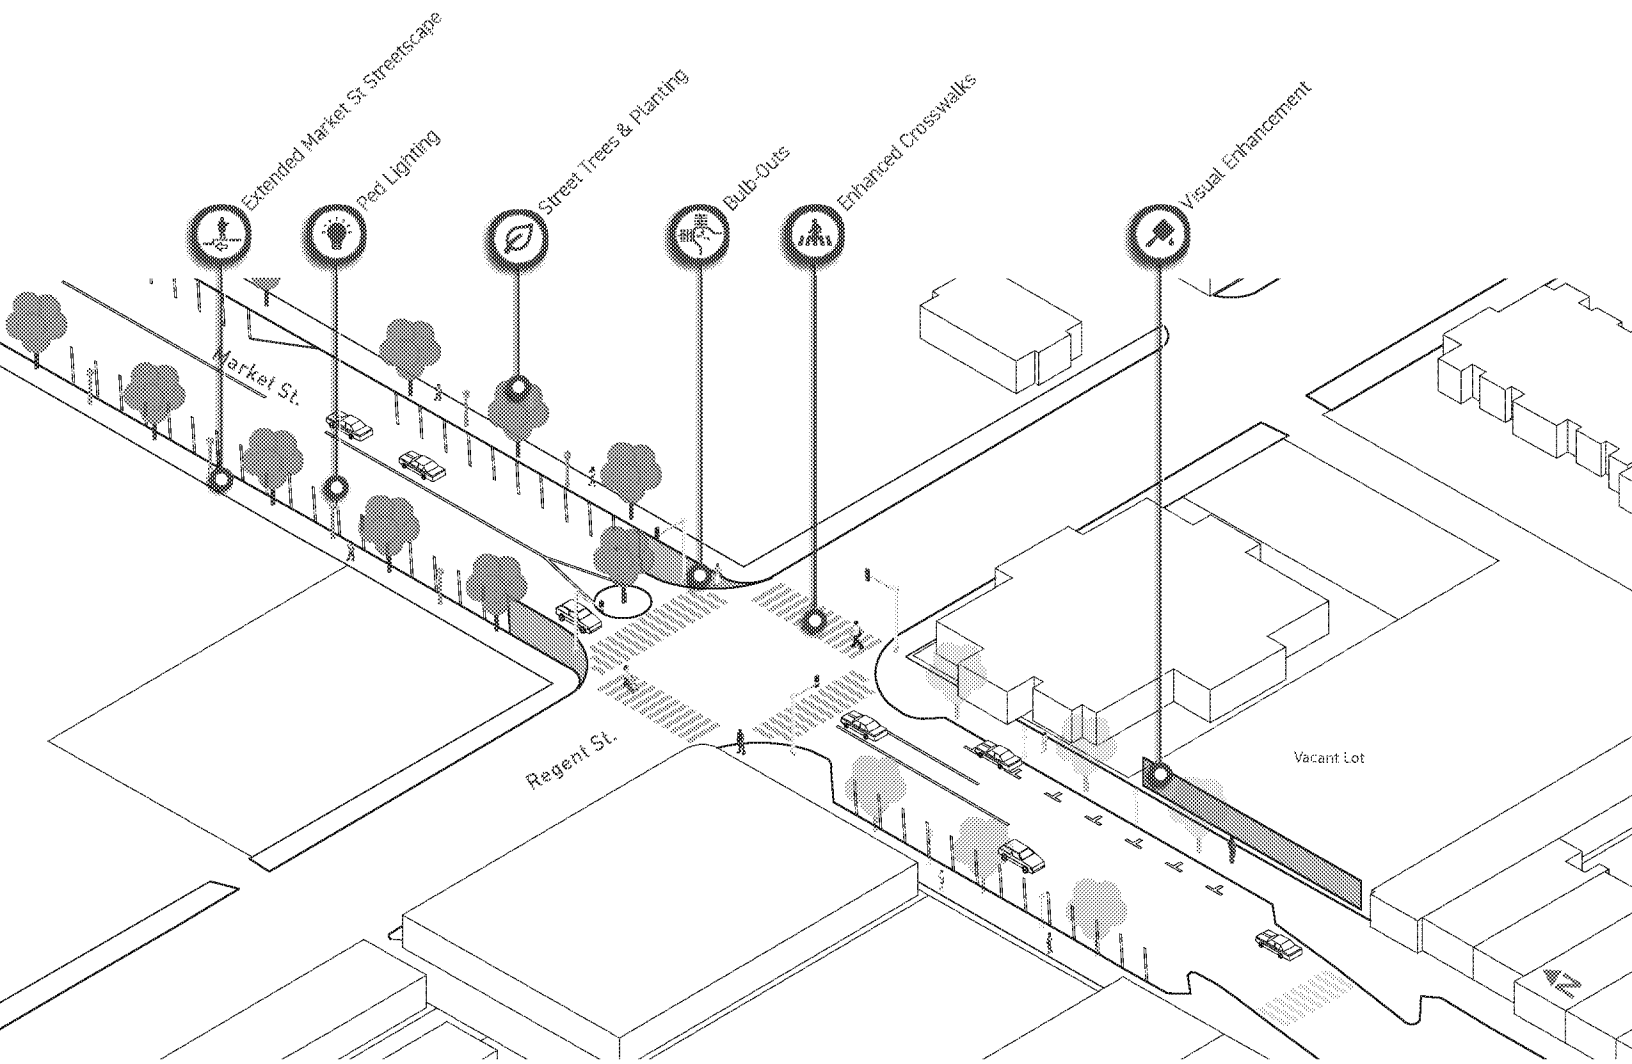 Extended Market St Streetscape
Ped Lighting
Street Trees & Planting
Bulb-Outs
Enhanced Crosswalks
Visual Enhancement
Market St.
Regent St.
Vacant Lot
N